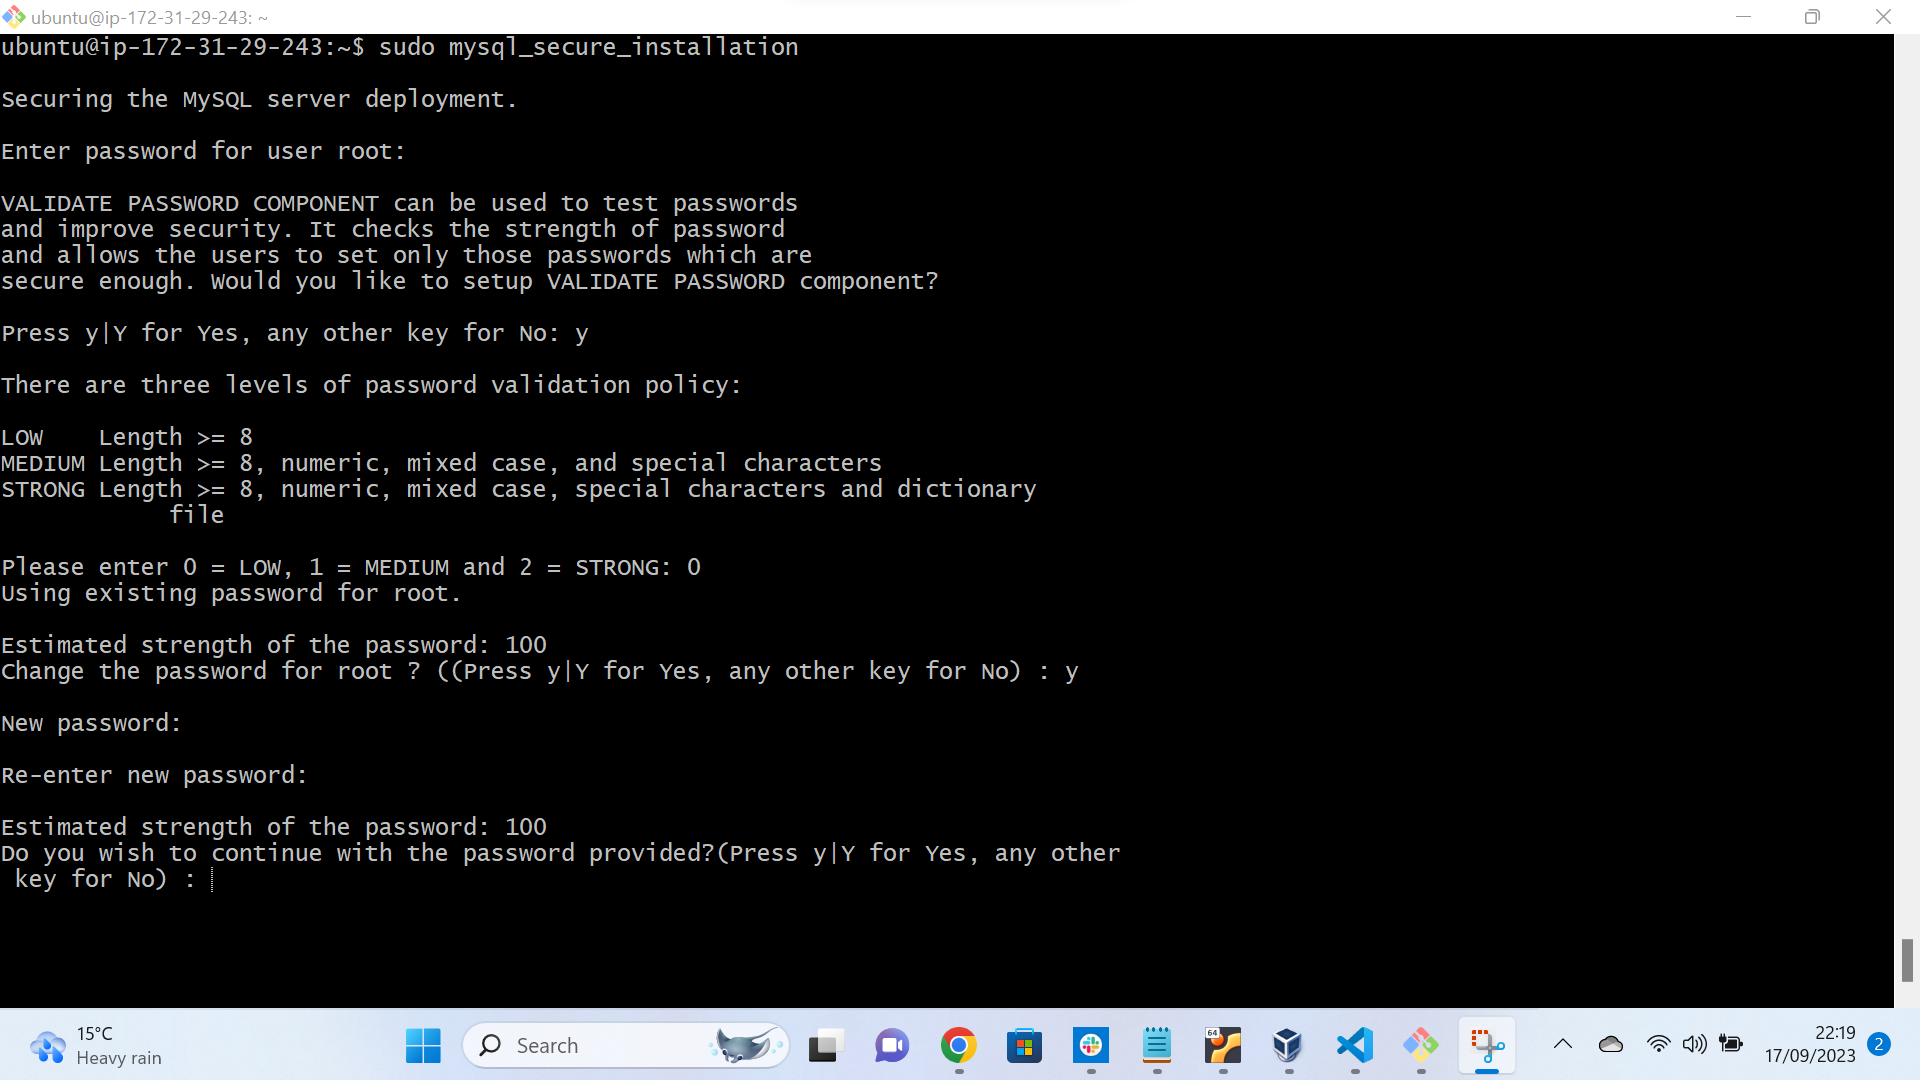 ubuntu@ip-172-31-29-243: ~
ubuntu@ip-172-31-29-243:~$ sudo mysql_secure_installation
Securing the MySQL server deployment.
Enter password for user root:
VALIDATE PASSWORD COMPONENT can be used to test passwords
and improve security. It checks the strength of password
and allows the users to set only those passwords which are
secure enough. Would you like to setup VALIDATE PASSWORD component?
Press y|Y for Yes, any other key for No: y
There are three levels of password validation policy:
LOW    Length >= 8
MEDIUM Length >= 8, numeric, mixed case, and special characters
STRONG Length >= 8, numeric, mixed case, special characters and dictionary
            file
Please enter 0 = LOW, 1 = MEDIUM and 2 = STRONG: 0
Using existing password for root.
Estimated strength of the password: 100
Change the password for root ? ((Press y|Y for Yes, any other key for No) : y
New password:
Re-enter new password:
Estimated strength of the password: 100
Do you wish to continue with the password provided?(Press y|Y for Yes, any other
 key for No) :
15°C
Heavy rain
Search
64
22:19
17/09/2023
2